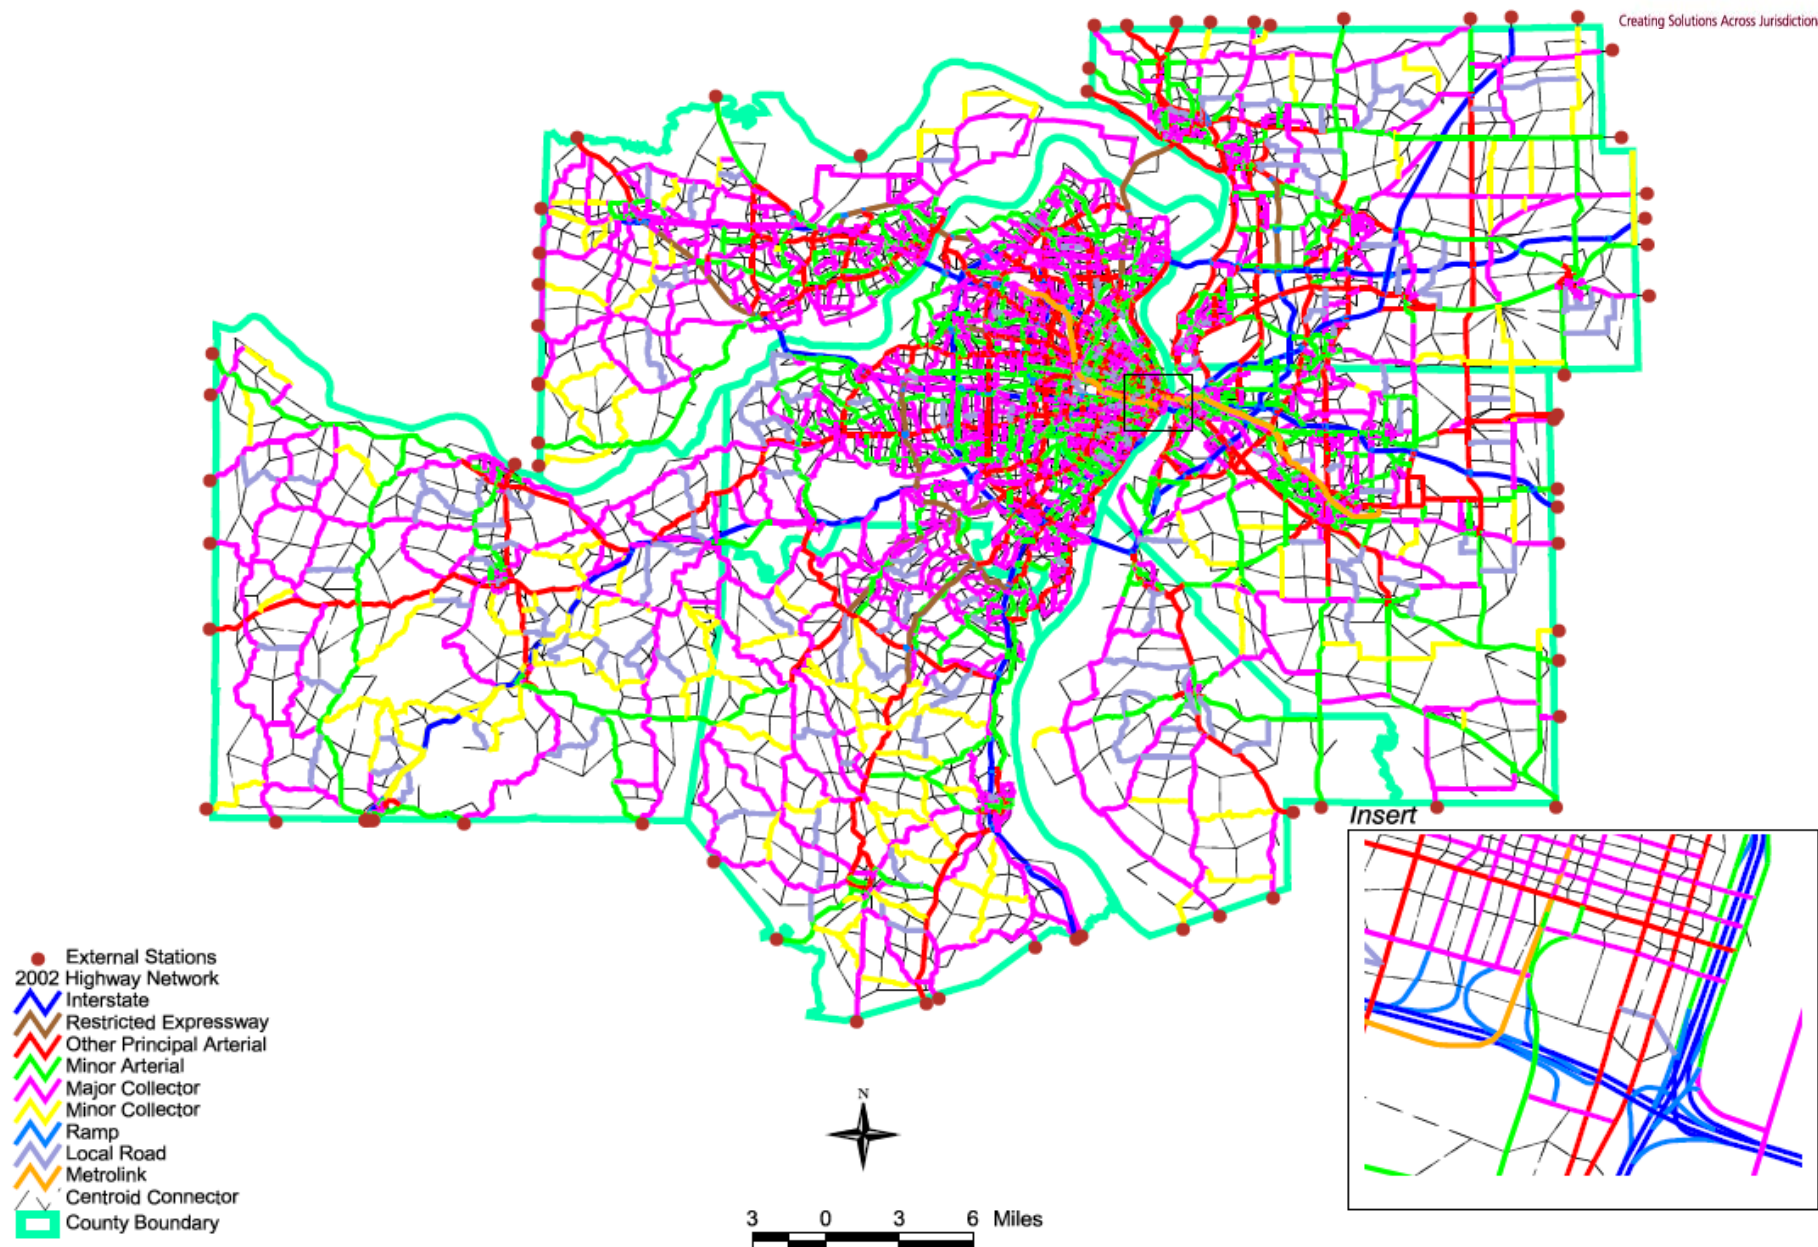 Creating Solutions Across Jurisdiction
Insert
External Stations
2002 Highway Network
Interstate
Restricted Expressway
Other Principal Arterial
Minor Arterial
Major Collector
Minor Collector
Ramp
Local Road
Metrolink
Centroid Connector
County Boundary
N
3 0 3 6 Miles